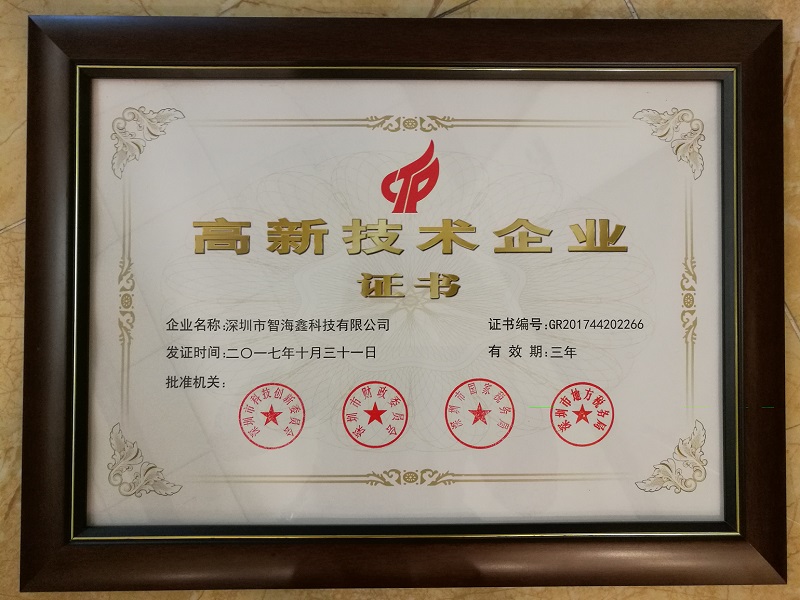 高新技术企业
证书
企业名称:深圳市智海鑫科技有限公司
证书编号:GR201744202266
发证时间:二〇一七年十月三十一日
有 效 期:三年
批准机关:
深圳市科技创新委员会
深圳市财政委员会
深圳市国家税务局
深圳市地方税务局